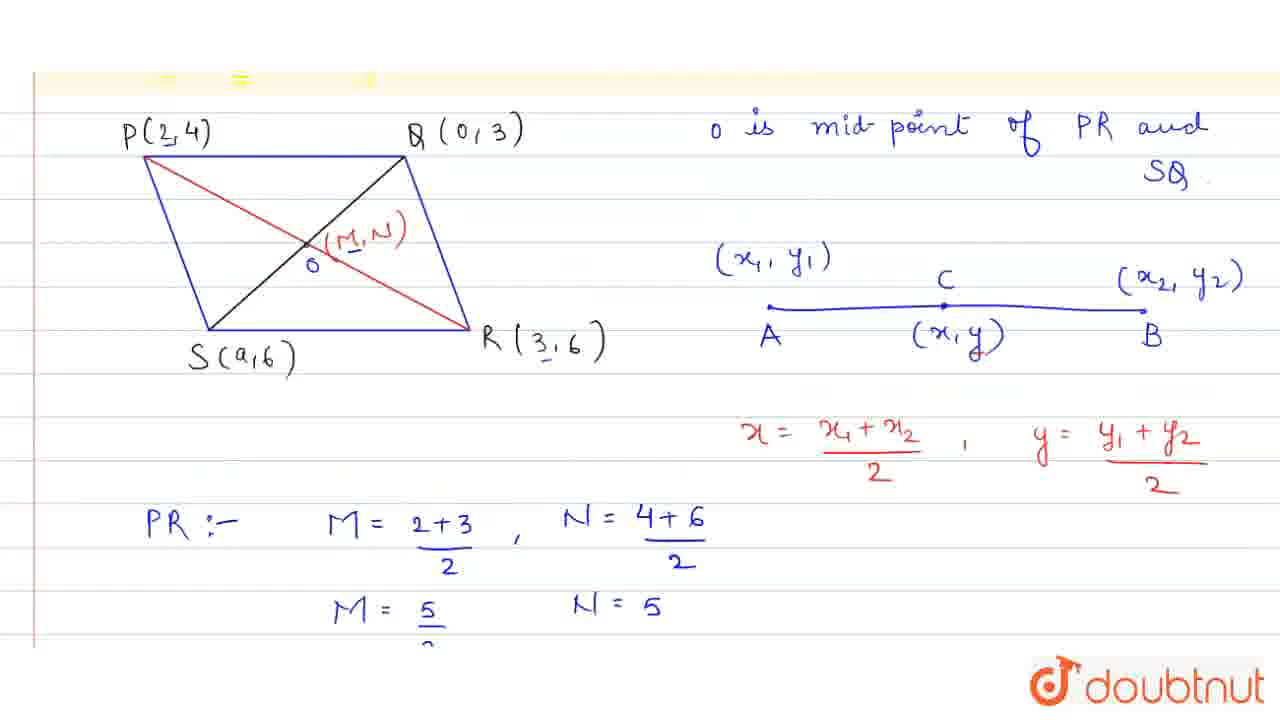 P(2,4)
Q(0,3)
O is mid-point of PR and
SQ
(M,N)
O
(x₁, y₁)
C
(x₂, y₂)
A
(x,y)
B
S(a,6)
R(3,6)
x = x₁ + x₂ / 2 , y = y₁ + y₂ / 2
PR :- M = 2+3 / 2 , N = 4+6 / 2
M = 5 N = 5
doubtnut